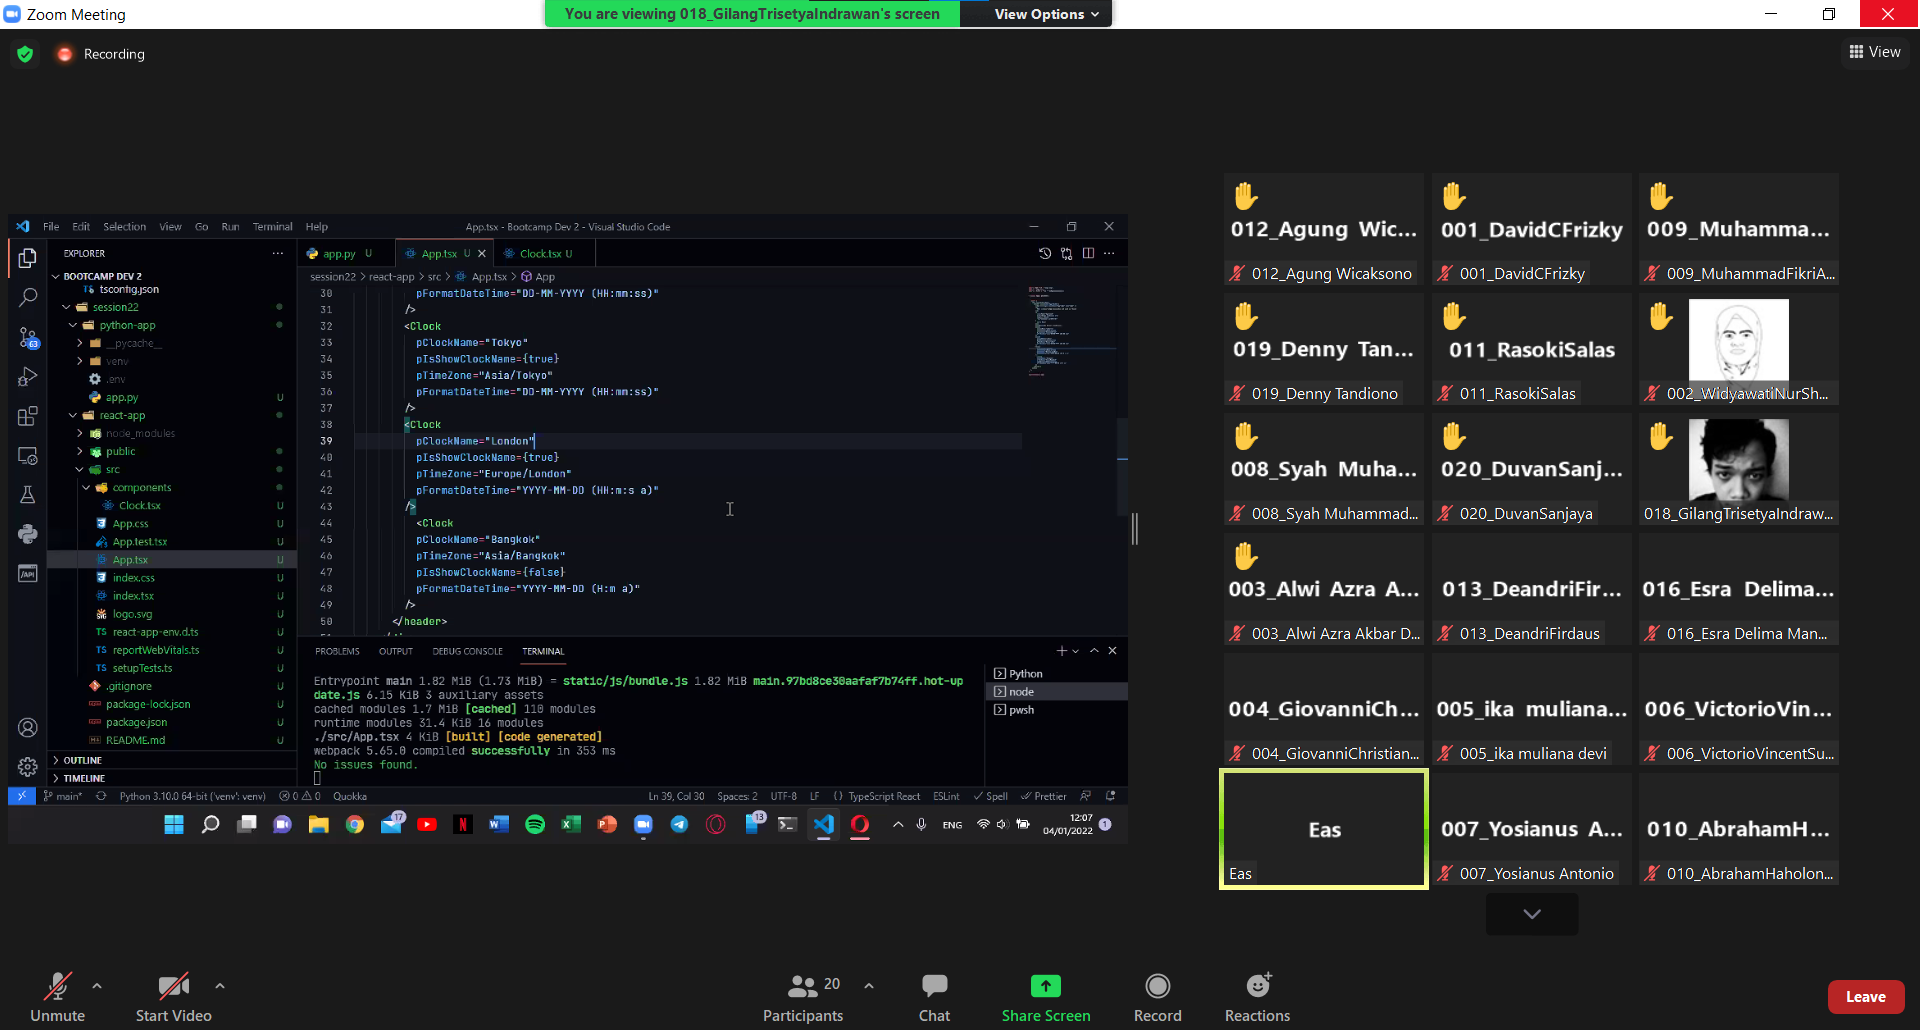 Zoom Meeting
You are viewing 018_GilangTrisetyaIndrawan's screen
View Options
Recording
View
File Edit Selection View Go Run Terminal Help
App.tsx - Bootcamp Dev 2 - Visual Studio Code
EXPLORER
BOOTCAMP DEV 2
tsconfig.json
session22
python-app
__pycache__
venv
.env
app.py U
react-app
node_modules
public
src
components
Clock.tsx U
App.css U
App.test.tsx U
App.tsx U
index.css U
index.tsx U
logo.svg U
react-app-env.d.ts U
reportWebVitals.ts U
setupTests.ts U
.gitignore U
package-lock.json U
package.json U
README.md U
OUTLINE
TIMELINE
63
app.py U
App.tsx U
Clock.tsx U
session22 > react-app > src > App.tsx > App
30 pFormatDateTime="DD-MM-YYYY (HH:mm:ss)"
31 />
32 <Clock
33 pClockName="Tokyo"
34 pIsShowClockName={true}
35 pTimeZone="Asia/Tokyo"
36 pFormatDateTime="DD-MM-YYYY (HH:mm:ss)"
37 />
38 <Clock
39 pClockName="London"
40 pIsShowClockName={true}
41 pTimeZone="Europe/London"
42 pFormatDateTime="YYYY-MM-DD (HH:m:s a)"
43 />
44 <Clock
45 pClockName="Bangkok"
46 pTimeZone="Asia/Bangkok"
47 pIsShowClockName={false}
48 pFormatDateTime="YYYY-MM-DD (H:m a)"
49 />
50 </header>
PROBLEMS OUTPUT DEBUG CONSOLE TERMINAL
Entrypoint main 1.82 MiB (1.73 MiB) = static/js/bundle.js 1.82 MiB main.97bd8ce30aafaf7b74ff.hot-up
date.js 6.15 KiB 3 auxiliary assets
cached modules 1.7 MiB [cached] 110 modules
runtime modules 31.4 KiB 16 modules
./src/App.tsx 4 KiB [built] [code generated]
webpack 5.65.0 compiled successfully in 353 ms
No issues found.
Python
node
pwsh
main* Python 3.10.0 64-bit ('venv': venv) 0 0 Quokka
Ln 39, Col 30 Spaces: 2 UTF-8 LF {} TypeScript React ESLint Spell Prettier
17
13
ENG
12:07
04/01/2022
1
012_Agung Wic...
012_Agung Wicaksono
001_DavidCFrizky
001_DavidCFrizky
009_Muhamma...
009_MuhammadFikriA...
019_Denny Tan...
019_Denny Tandiono
011_RasokiSalas
011_RasokiSalas
002_WidyawatiNurSh...
008_Syah Muha...
008_Syah Muhammad...
020_DuvanSanj...
020_DuvanSanjaya
018_GilangTrisetyaIndraw...
003_Alwi Azra A...
003_Alwi Azra Akbar D...
013_DeandriFir...
013_DeandriFirdaus
016_Esra Delima...
016_Esra Delima Man...
004_GiovanniCh...
004_GiovanniChristian...
005_ika muliana...
005_ika muliana devi
006_VictorioVin...
006_VictorioVincentSu...
Eas
Eas
007_Yosianus A...
007_Yosianus Antonio
010_AbrahamH...
010_AbrahamHaholon...
Unmute
Start Video
20
Participants
Chat
Share Screen
Record
Reactions
Leave